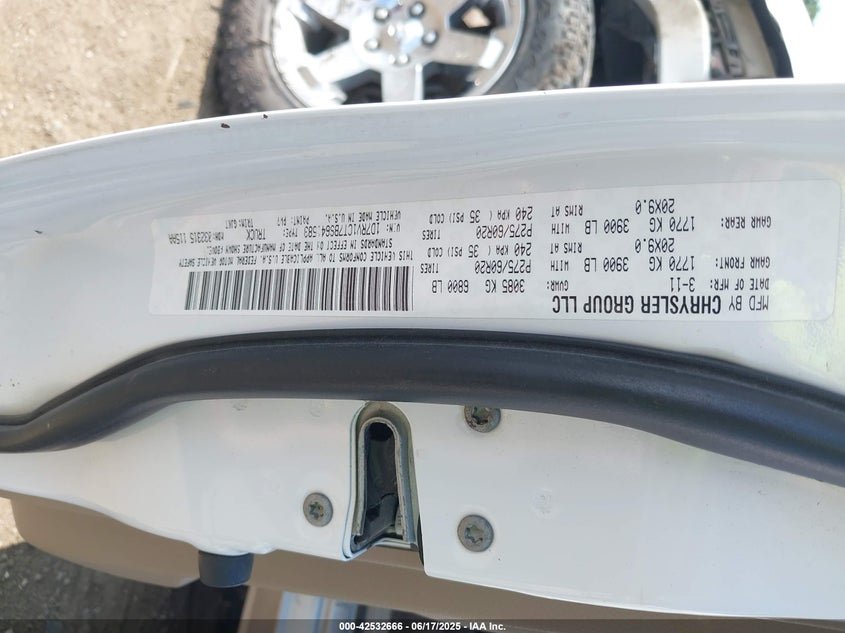 MFD BY CHRYSLER GROUP LLC
DATE OF MFR: 3-11 GVWR: 3085 KG 6800 LB
GAWR FRONT: 1770 KG 3900 LB WITH P275/60R20 TIRES
20X9.0 RIMS AT 240 KPA ( 35 PSI) COLD
GAWR REAR: 1770 KG 3900 LB WITH P275/60R20 TIRES
20X9.0 RIMS AT 240 KPA ( 35 PSI) COLD
THIS VEHICLE CONFORMS TO ALL APPLICABLE U.S.A. FEDERAL MOTOR VEHICLE SAFETY
STANDARDS IN EFFECT ON THE DATE OF MANUFACTURE SHOWN ABOVE
TYPE: TRUCK
VEHICLE MADE IN U.S.A. PAINT: PW7 TRIM:
000-42532666 - 06/17/2025 - IAA Inc.